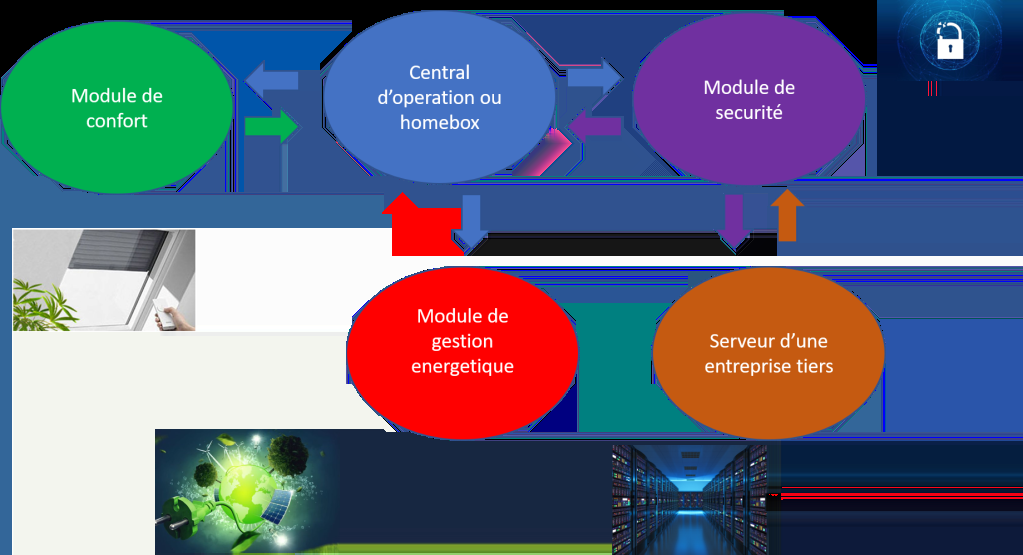 Module de
confort
Central
d’operation ou
homebox
Module de
securité
Module de
gestion
energetique
Serveur d’une
entreprise tiers